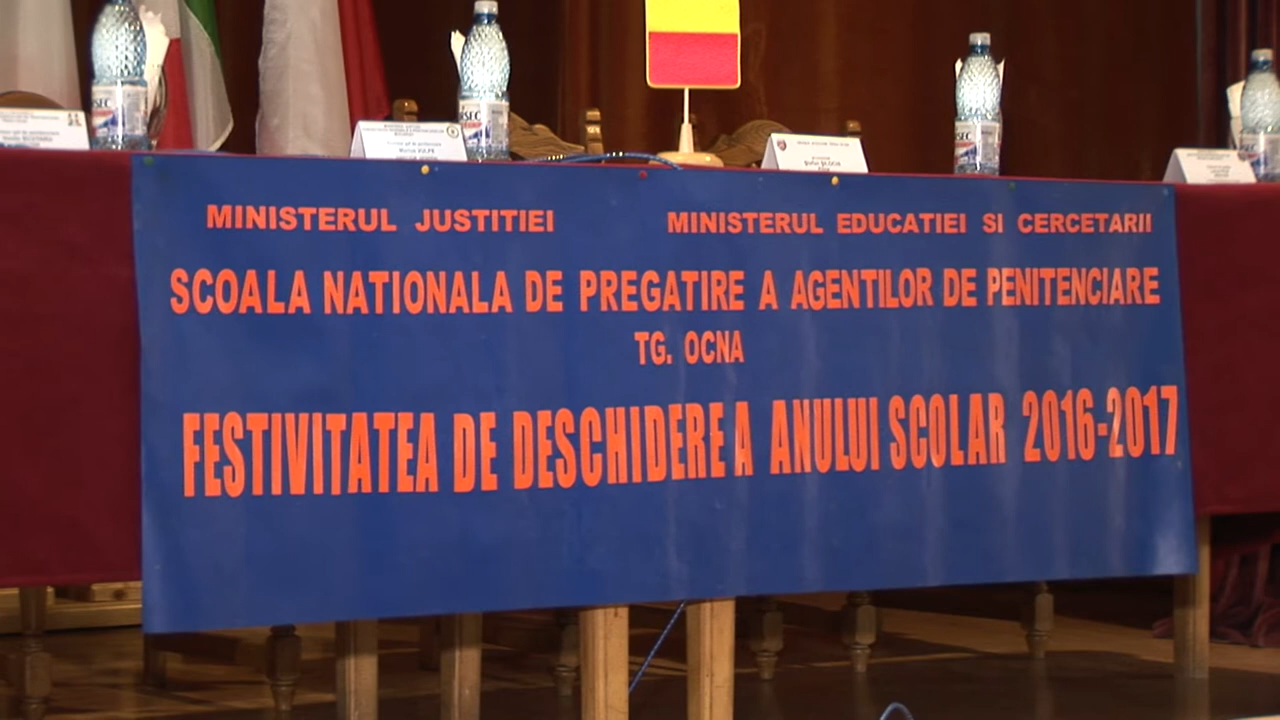 MINISTERUL JUSTITIEI
MINISTERUL EDUCATIEI SI CERCETARII
SCOALA NATIONALA DE PREGATIRE A AGENTILOR DE PENITENCIARE
TG. OCNA
FESTIVITATEA DE DESCHIDERE A ANULUI SCOLAR 2016-2017